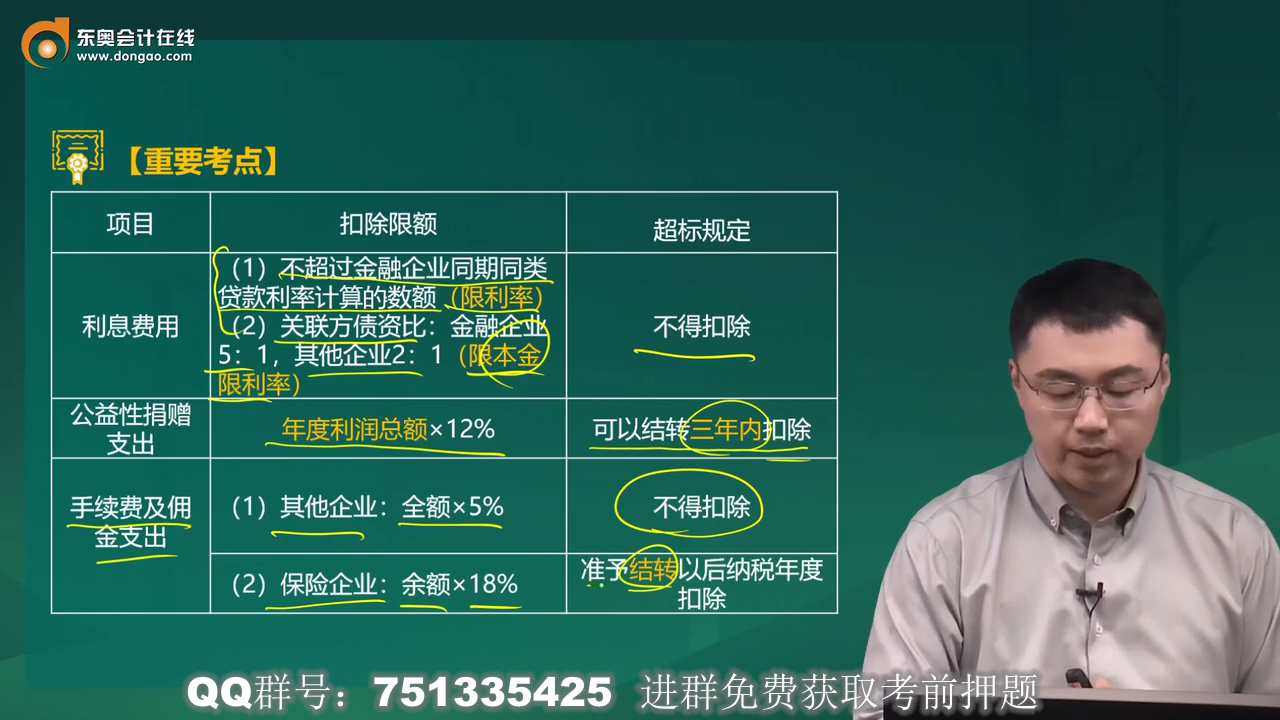 东奥会计在线
www.dongao.com
【重要考点】
项目
扣除限额
超标规定
利息费用
（1）不超过金融企业同期同类
贷款利率计算的数额（限利率）
（2）关联方债资比：金融企业
5：1，其他企业2：1（限本金
限利率）
不得扣除
公益性捐赠
支出
年度利润总额×12%
可以结转三年内扣除
手续费及佣
金支出
（1）其他企业：全额×5%
不得扣除
（2）保险企业：余额×18%
准予结转以后纳税年度
扣除
QQ群号：751335425 进群免费获取考前押题